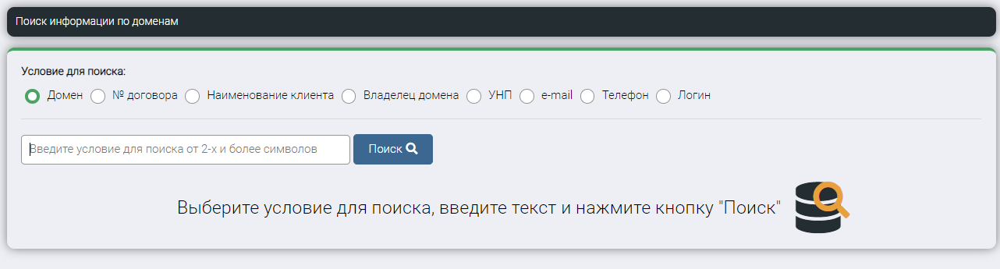 Поиск информации по доменам
Условие для поиска:
Домен № договора Наименование клиента Владелец домена УНП e-mail Телефон Логин
Введите условие для поиска от 2-х и более символов Поиск
Выберите условие для поиска, введите текст и нажмите кнопку "Поиск"